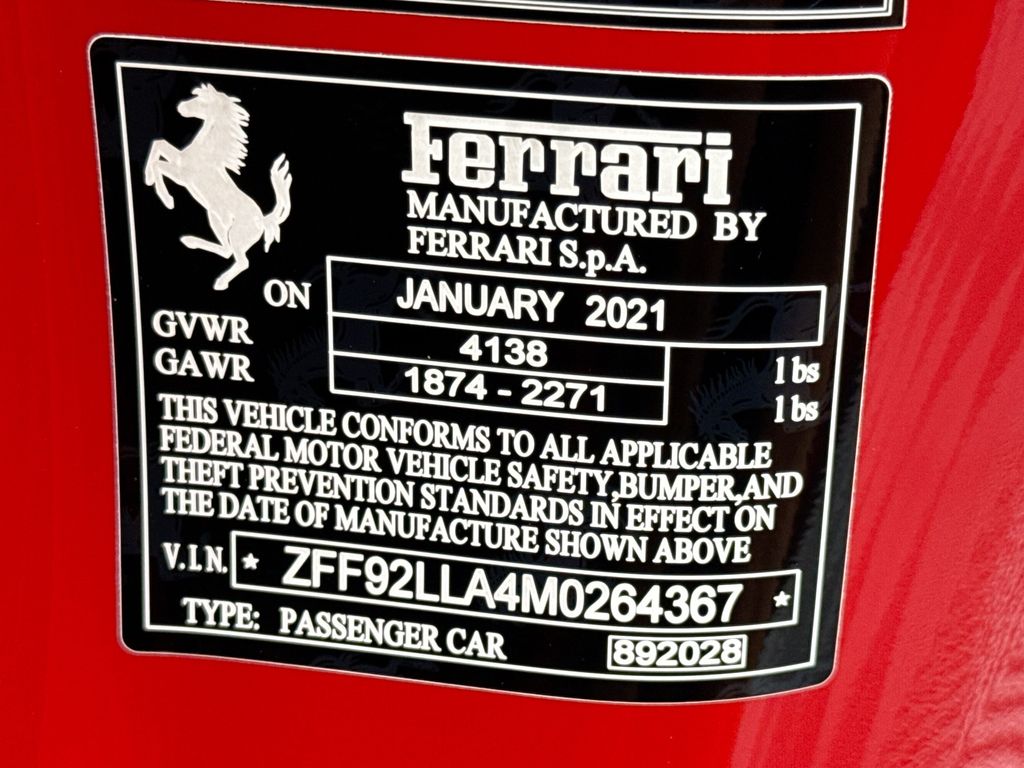 Ferrari
MANUFACTURED BY
FERRARI S.p.A.
ON JANUARY 2021
GVWR 4138 lbs
GAWR 1874 - 2271 lbs
THIS VEHICLE CONFORMS TO ALL APPLICABLE
FEDERAL MOTOR VEHICLE SAFETY,BUMPER,AND
THEFT PREVENTION STANDARDS IN EFFECT ON
THE DATE OF MANUFACTURE SHOWN ABOVE
V.I.N. * ZFF92LLA4M0264367 *
TYPE: PASSENGER CAR 892028